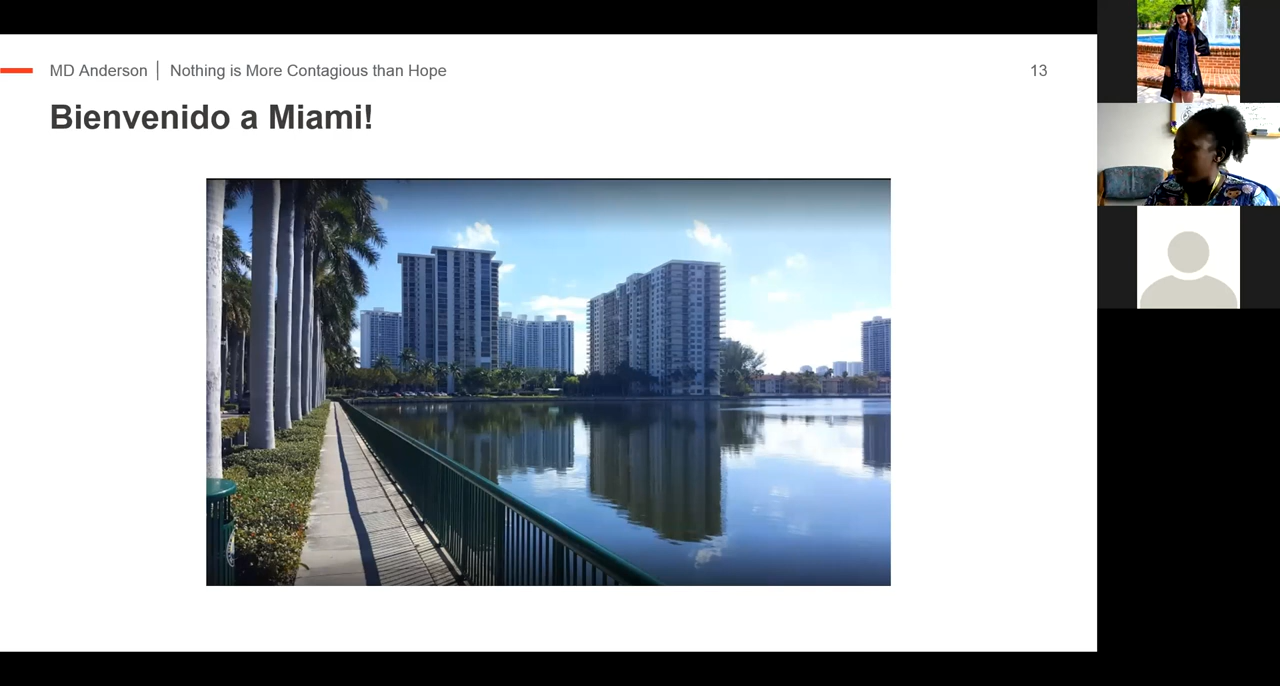 MD Anderson | Nothing is More Contagious than Hope
13
Bienvenido a Miami!